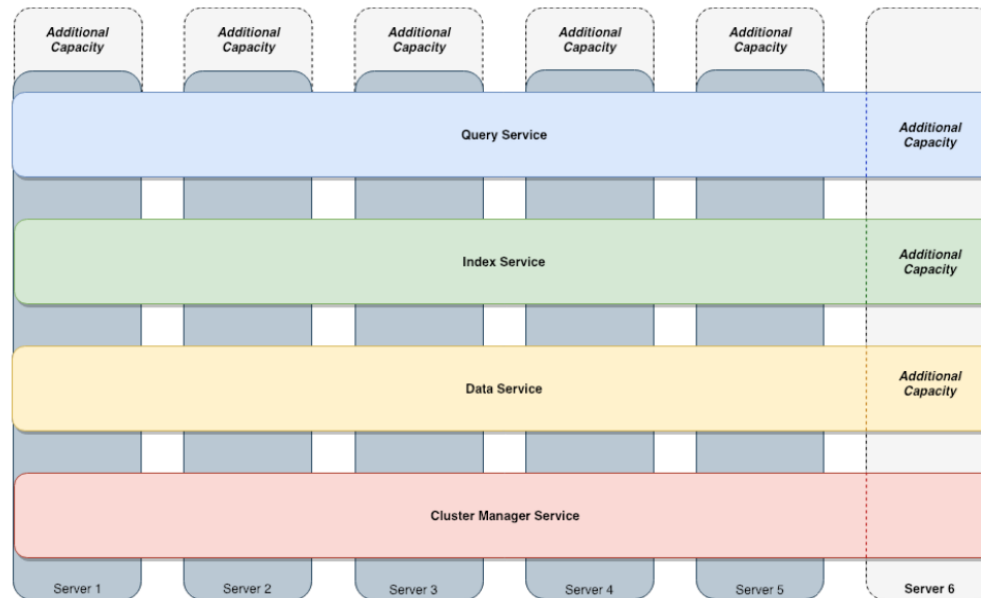 Additional
Capacity
Additional
Capacity
Additional
Capacity
Additional
Capacity
Additional
Capacity
Query Service
Additional
Capacity
Index Service
Additional
Capacity
Data Service
Additional
Capacity
Cluster Manager Service
Server 1
Server 2
Server 3
Server 4
Server 5
Server 6